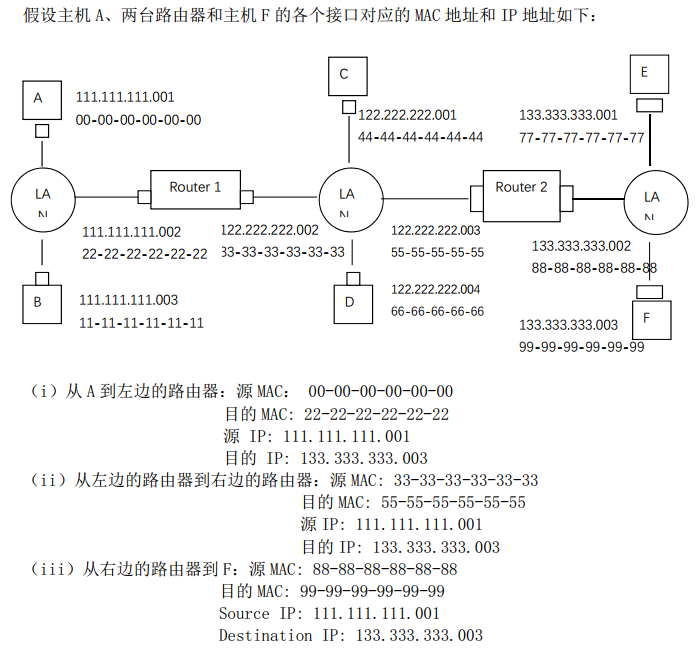 假设主机 A、两台路由器和主机 F 的各个接口对应的 MAC 地址和 IP 地址如下：
A
111.111.111.001
00-00-00-00-00-00
C
122.222.222.001
44-44-44-44-44-44
E
133.333.333.001
77-77-77-77-77-77
LA
N
Router 1
LA
N
Router 2
LA
N
111.111.111.002
22-22-22-22-22-22
122.222.222.002
33-33-33-33-33-33
122.222.222.003
55-55-55-55-55
133.333.333.002
88-88-88-88-88-88
B
111.111.111.003
11-11-11-11-11-11
D
122.222.222.004
66-66-66-66-66
133.333.333.003
99-99-99-99-99-99
F
（i）从 A 到左边的路由器：源 MAC： 00-00-00-00-00-00
目的 MAC: 22-22-22-22-22-22
源 IP: 111.111.111.001
目的 IP: 133.333.333.003
（ii）从左边的路由器到右边的路由器：源 MAC: 33-33-33-33-33-33
目的 MAC: 55-55-55-55-55-55
源 IP: 111.111.111.001
目的 IP: 133.333.333.003
（iii）从右边的路由器到 F：源 MAC: 88-88-88-88-88-88
目的 MAC: 99-99-99-99-99-99
Source IP: 111.111.111.001
Destination IP: 133.333.333.003